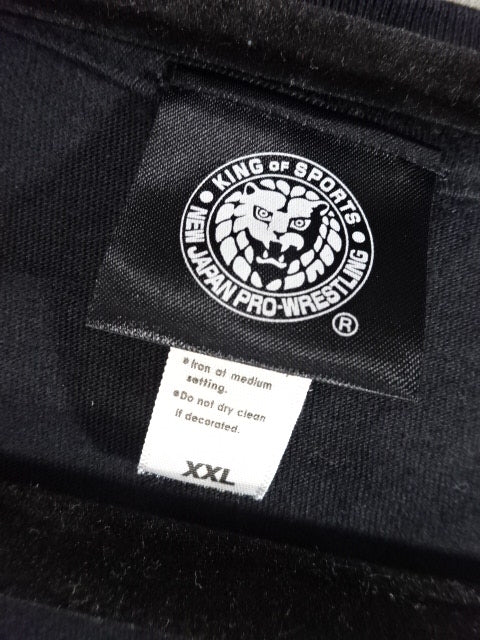 KING OF SPORTS
NEW JAPAN PRO-WRESTLING
®
*Iron at medium
setting.
*Do not dry clean
if decorated.
XXL